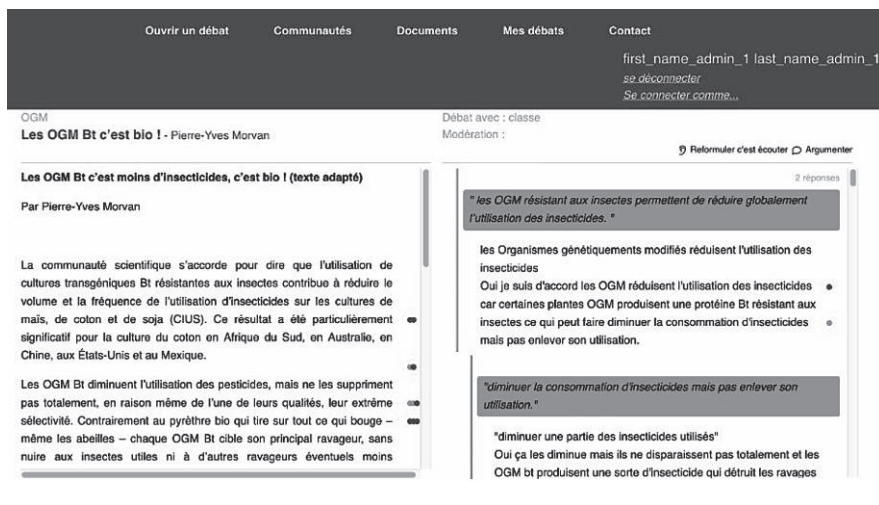 Ouvrir un débat Communautés Documents Mes débats Contact
first_name_admin_1 last_name_admin_1
se déconnecter
Se connecter comme...
OGM
Les OGM Bt c'est bio ! - Pierre-Yves Morvan
Les OGM Bt c'est moins d'insecticides, c'est bio ! (texte adapté)
Par Pierre-Yves Morvan
La communauté scientifique s'accorde pour dire que l'utilisation de
cultures transgéniques Bt résistantes aux insectes contribue à réduire le
volume et la fréquence de l'utilisation d'insecticides sur les cultures de
maïs, de coton et de soja (CIUS). Ce résultat a été particulièrement
significatif pour la culture du coton en Afrique du Sud, en Australie, en
Chine, aux États-Unis et au Mexique.
Les OGM Bt diminuent l'utilisation des pesticides, mais ne les suppriment
pas totalement, en raison même de l'une de leurs qualités, leur extrême
sélectivité. Contrairement au pyrèthre bio qui tire sur tout ce qui bouge –
même les abeilles – chaque OGM Bt cible son principal ravageur, sans
nuire aux insectes utiles ni à d'autres ravageurs éventuels moins
Débat avec : classe
Modération :
Reformuler c'est écouter Argumenter
2 réponses
" les OGM résistant aux insectes permettent de réduire globalement
l'utilisation des insecticides. "
les Organismes génétiquements modifiés réduisent l'utilisation des
insecticides
Oui je suis d'accord les OGM réduisent l'utilisation des insecticides
car certaines plantes OGM produisent une protéine Bt résistant aux
insectes ce qui peut faire diminuer la consommation d'insecticides
mais pas enlever son utilisation.
"diminuer la consommation d'insecticides mais pas enlever son
utilisation."
"diminuer une partie des insecticides utilisés"
Oui ça les diminue mais ils ne disparaissent pas totalement et les
OGM bt produisent une sorte d'insecticide qui détruit les ravages